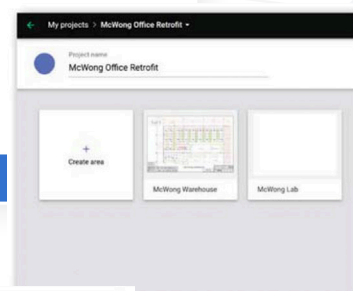 My projects > McWong Office Retrofit
Project name
McWong Office Retrofit
+
Create area
McWong Warehouse
McWong Lab